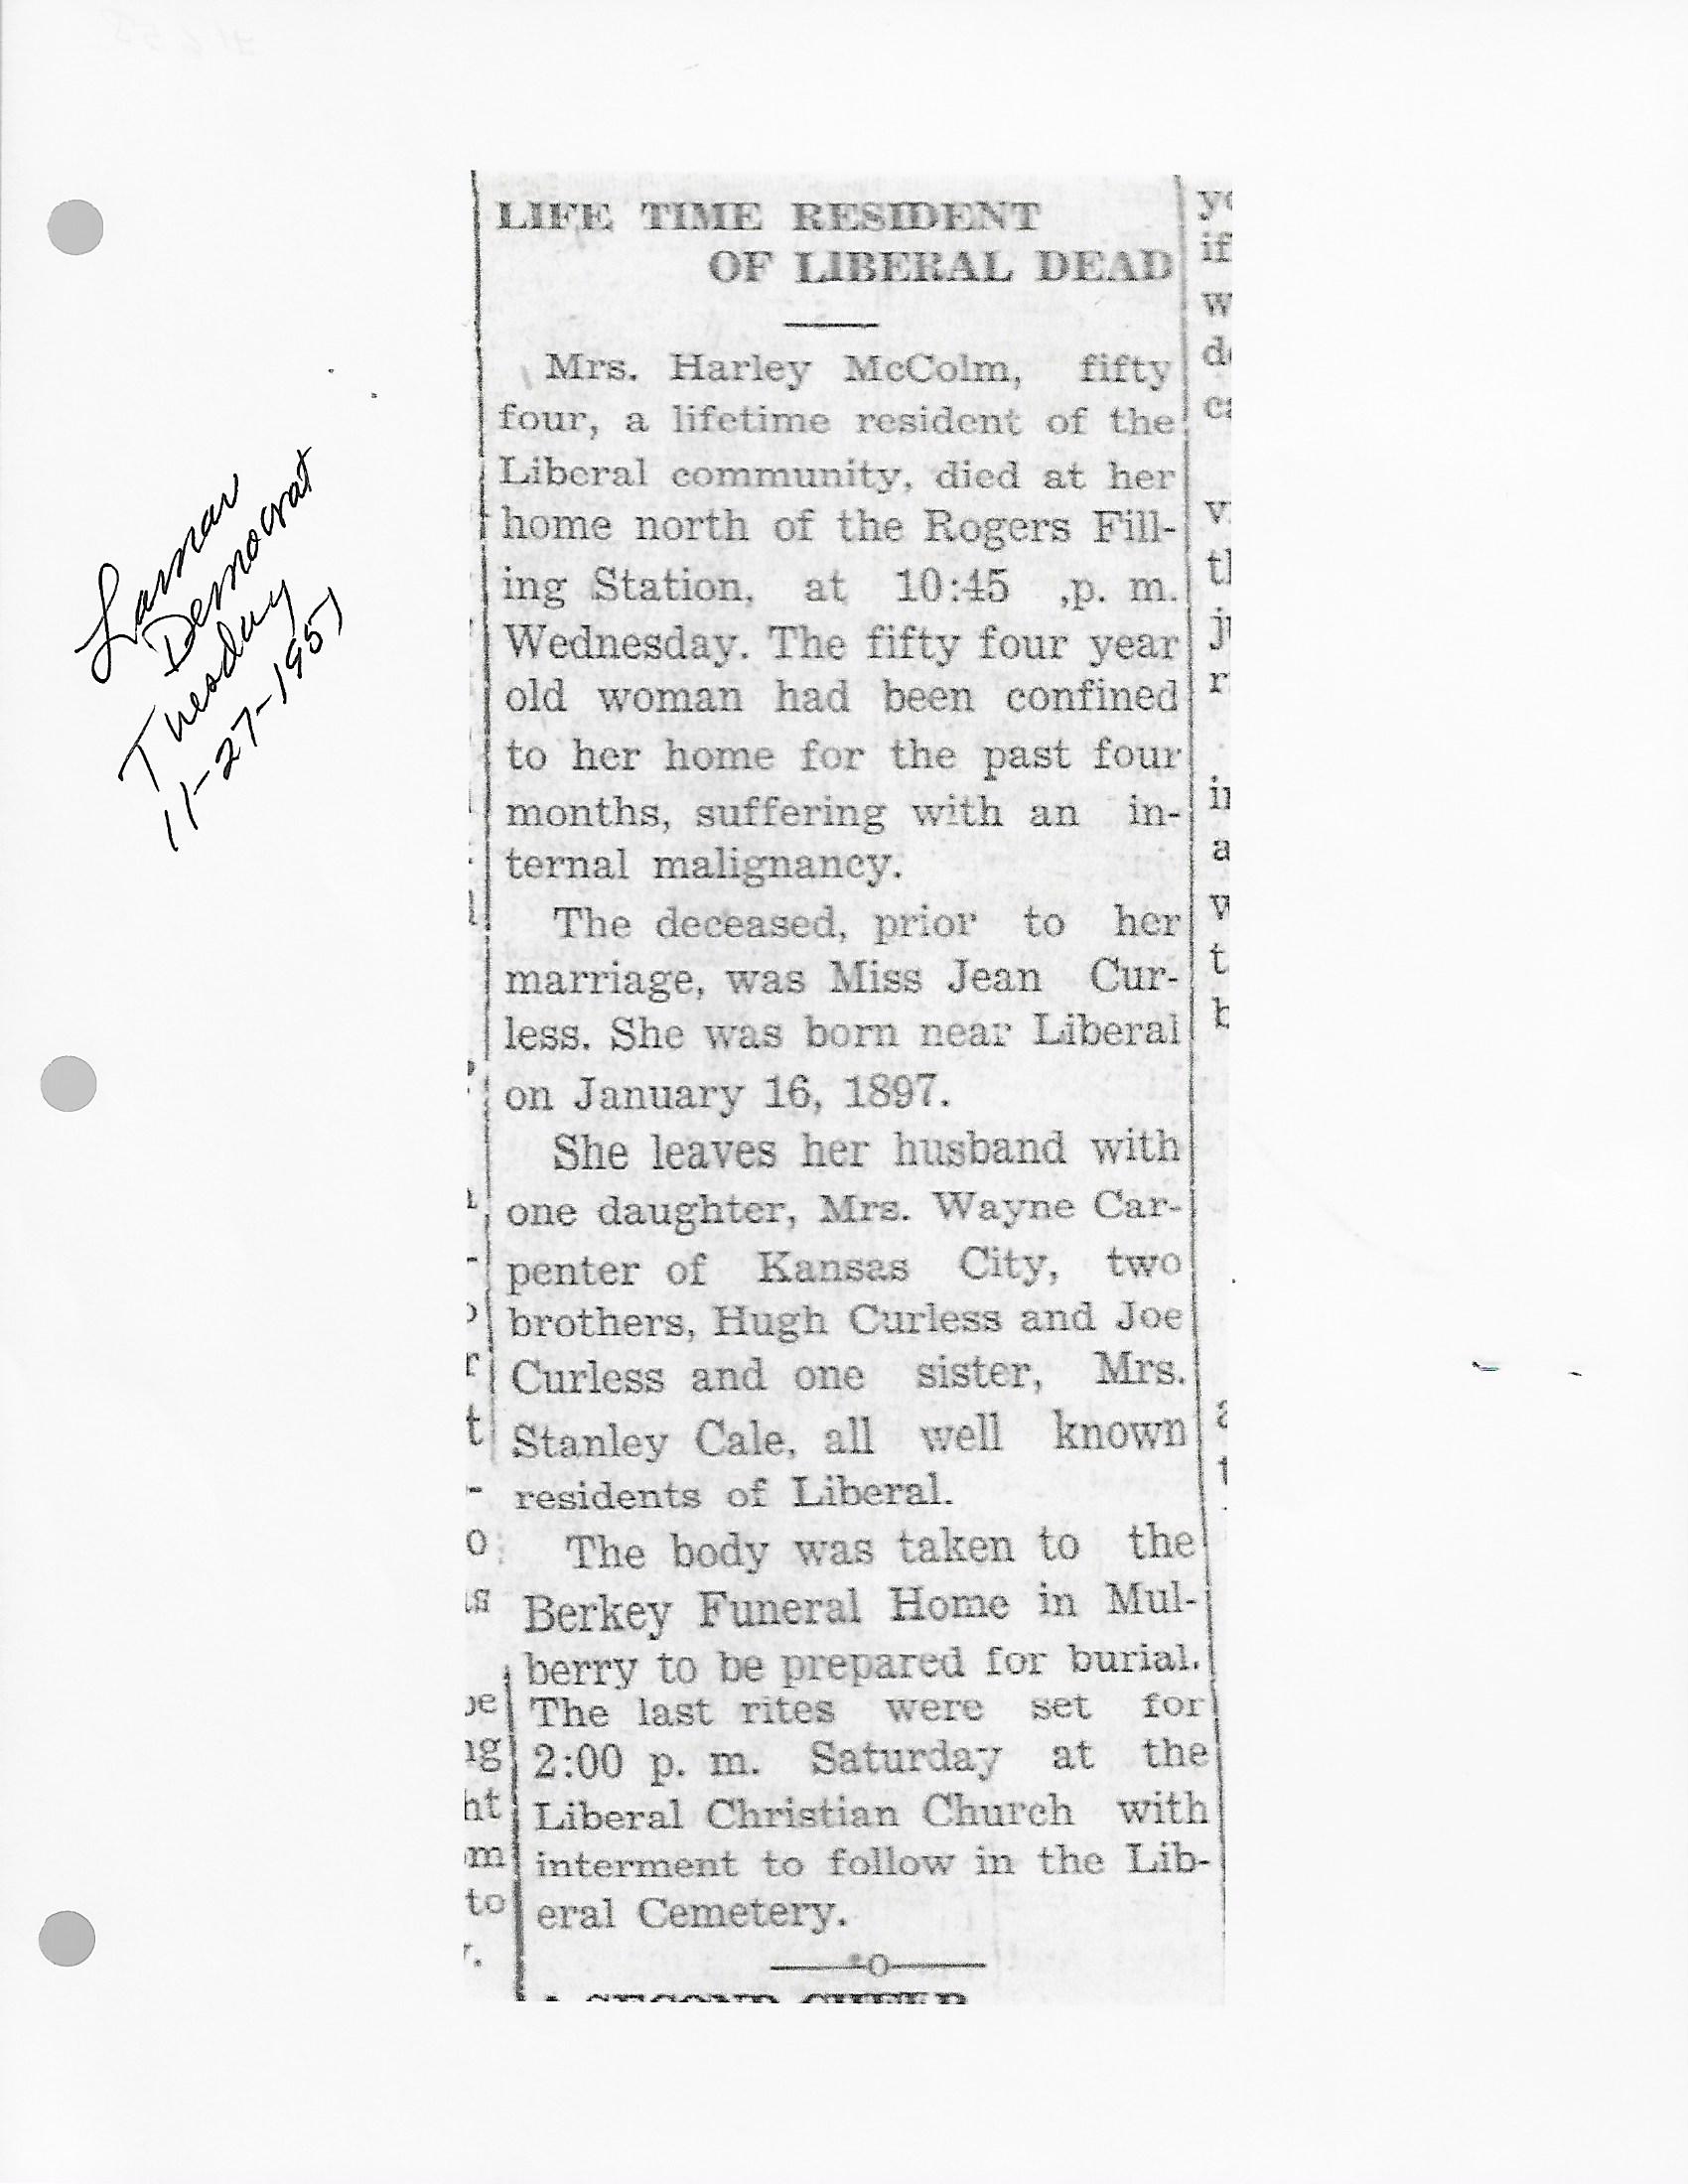 Lamar
Democrat
Tuesday
11-27-1951
LIFE TIME RESIDENT
OF LIBERAL DEAD
Mrs. Harley McColm, fifty
four, a lifetime resident of the
Liberal community, died at her
home north of the Rogers Fill-
ing Station, at 10:45 ,p. m.
Wednesday. The fifty four year
old woman had been confined
to her home for the past four
months, suffering with an in-
ternal malignancy.
The deceased, prior to her
marriage, was Miss Jean Cur-
less. She was born near Liberal
on January 16, 1897.
She leaves her husband with
one daughter, Mrs. Wayne Car-
penter of Kansas City, two
brothers, Hugh Curless and Joe
Curless and one sister, Mrs.
Stanley Cale, all well known
residents of Liberal.
The body was taken to the
Berkey Funeral Home in Mul-
berry to be prepared for burial.
The last rites were set for
2:00 p. m. Saturday at the
Liberal Christian Church with
interment to follow in the Lib-
eral Cemetery.